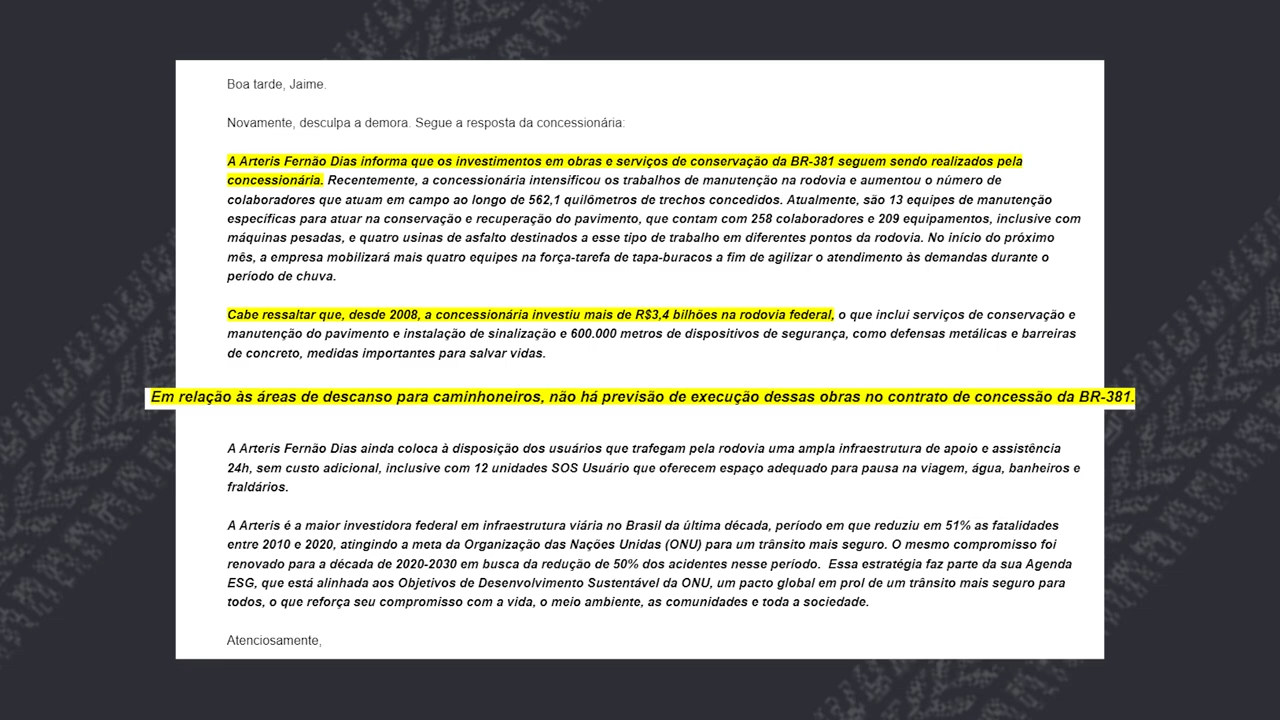 Boa tarde, Jaime.
Novamente, desculpa a demora. Segue a resposta da concessionária:
A Arteris Fernão Dias informa que os investimentos em obras e serviços de conservação da BR-381 seguem sendo realizados pela
concessionária. Recentemente, a concessionária intensificou os trabalhos de manutenção na rodovia e aumentou o número de
colaboradores que atuam em campo ao longo de 562,1 quilômetros de trechos concedidos. Atualmente, são 13 equipes de manutenção
específicas para atuar na conservação e recuperação do pavimento, que contam com 258 colaboradores e 209 equipamentos, inclusive com
máquinas pesadas, e quatro usinas de asfalto destinados a esse tipo de trabalho em diferentes pontos da rodovia. No início do próximo
mês, a empresa mobilizará mais quatro equipes na força-tarefa de tapa-buracos a fim de agilizar o atendimento às demandas durante o
período de chuva.
Cabe ressaltar que, desde 2008, a concessionária investiu mais de R$3,4 bilhões na rodovia federal, o que inclui serviços de conservação e
manutenção do pavimento e instalação de sinalização e 600.000 metros de dispositivos de segurança, como defensas metálicas e barreiras
de concreto, medidas importantes para salvar vidas.
Em relação às áreas de descanso para caminhoneiros, não há previsão de execução dessas obras no contrato de concessão da BR-381.
A Arteris Fernão Dias ainda coloca à disposição dos usuários que trafegam pela rodovia uma ampla infraestrutura de apoio e assistência
24h, sem custo adicional, inclusive com 12 unidades SOS Usuário que oferecem espaço adequado para pausa na viagem, água, banheiros e
fraldários.
A Arteris é a maior investidora federal em infraestrutura viária no Brasil da última década, período em que reduziu em 51% as fatalidades
entre 2010 e 2020, atingindo a meta da Organização das Nações Unidas (ONU) para um trânsito mais seguro. O mesmo compromisso foi
renovado para a década de 2020-2030 em busca da redução de 50% dos acidentes nesse período.  Essa estratégia faz parte da sua Agenda
ESG, que está alinhada aos Objetivos de Desenvolvimento Sustentável da ONU, um pacto global em prol de um trânsito mais seguro para
todos, o que reforça seu compromisso com a vida, o meio ambiente, as comunidades e toda a sociedade.
Atenciosamente,